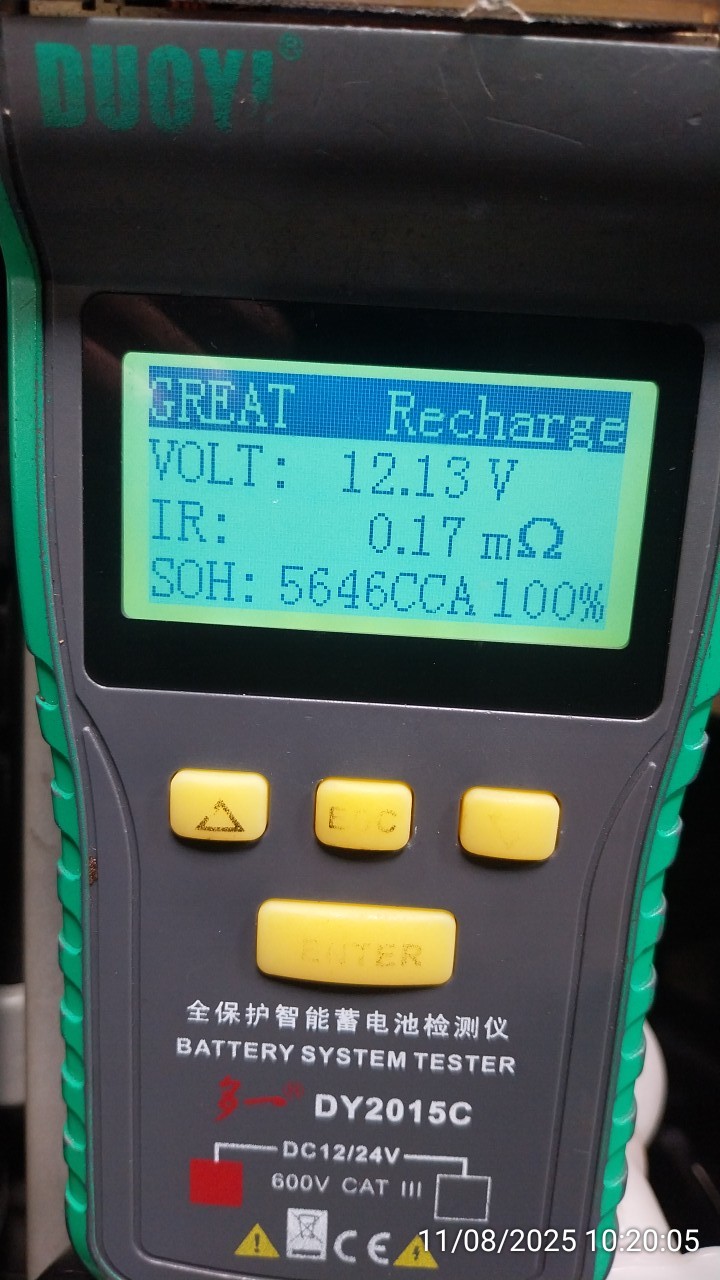 DUOYI®
GREAT Recharge
VOLT: 12.13 V
IR: 0.17 mΩ
SOH: 5646CCA 100%
ESC
ENTER
全保护智能蓄电池检测仪
BATTERY SYSTEM TESTER
多一® DY2015C
DC12/24V
600V CAT III
CE
11/08/2025 10:20:05